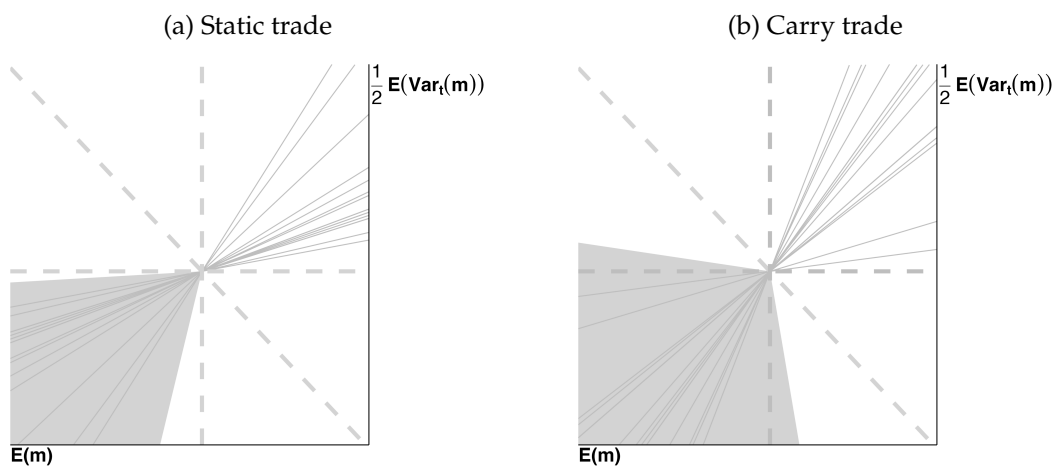 (a) Static trade
(b) Carry trade
1/2 E(Var_t(m))
1/2 E(Var_t(m))
E(m)
E(m)